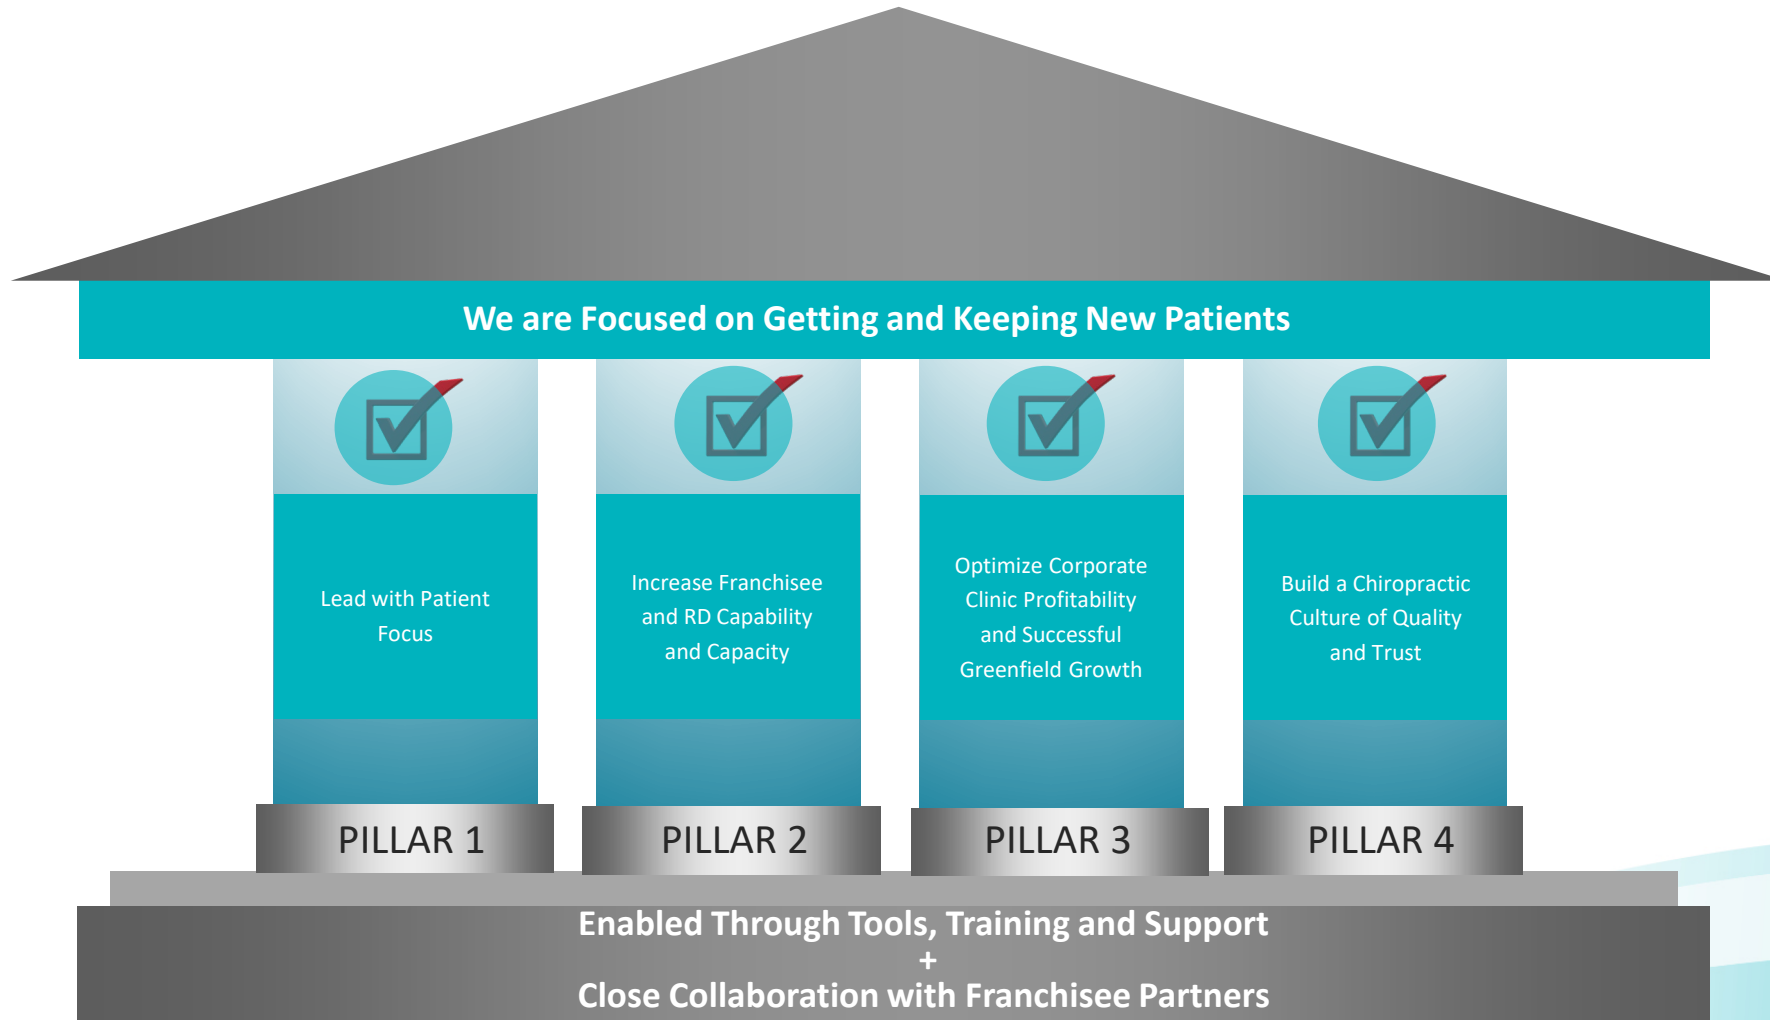 We are Focused on Getting and Keeping New Patients
Lead with Patient
Focus
Increase Franchisee
and RD Capability
and Capacity
Optimize Corporate
Clinic Profitability
and Successful
Greenfield Growth
Build a Chiropractic
Culture of Quality
and Trust
PILLAR 1
PILLAR 2
PILLAR 3
PILLAR 4
Enabled Through Tools, Training and Support
+
Close Collaboration with Franchisee Partners